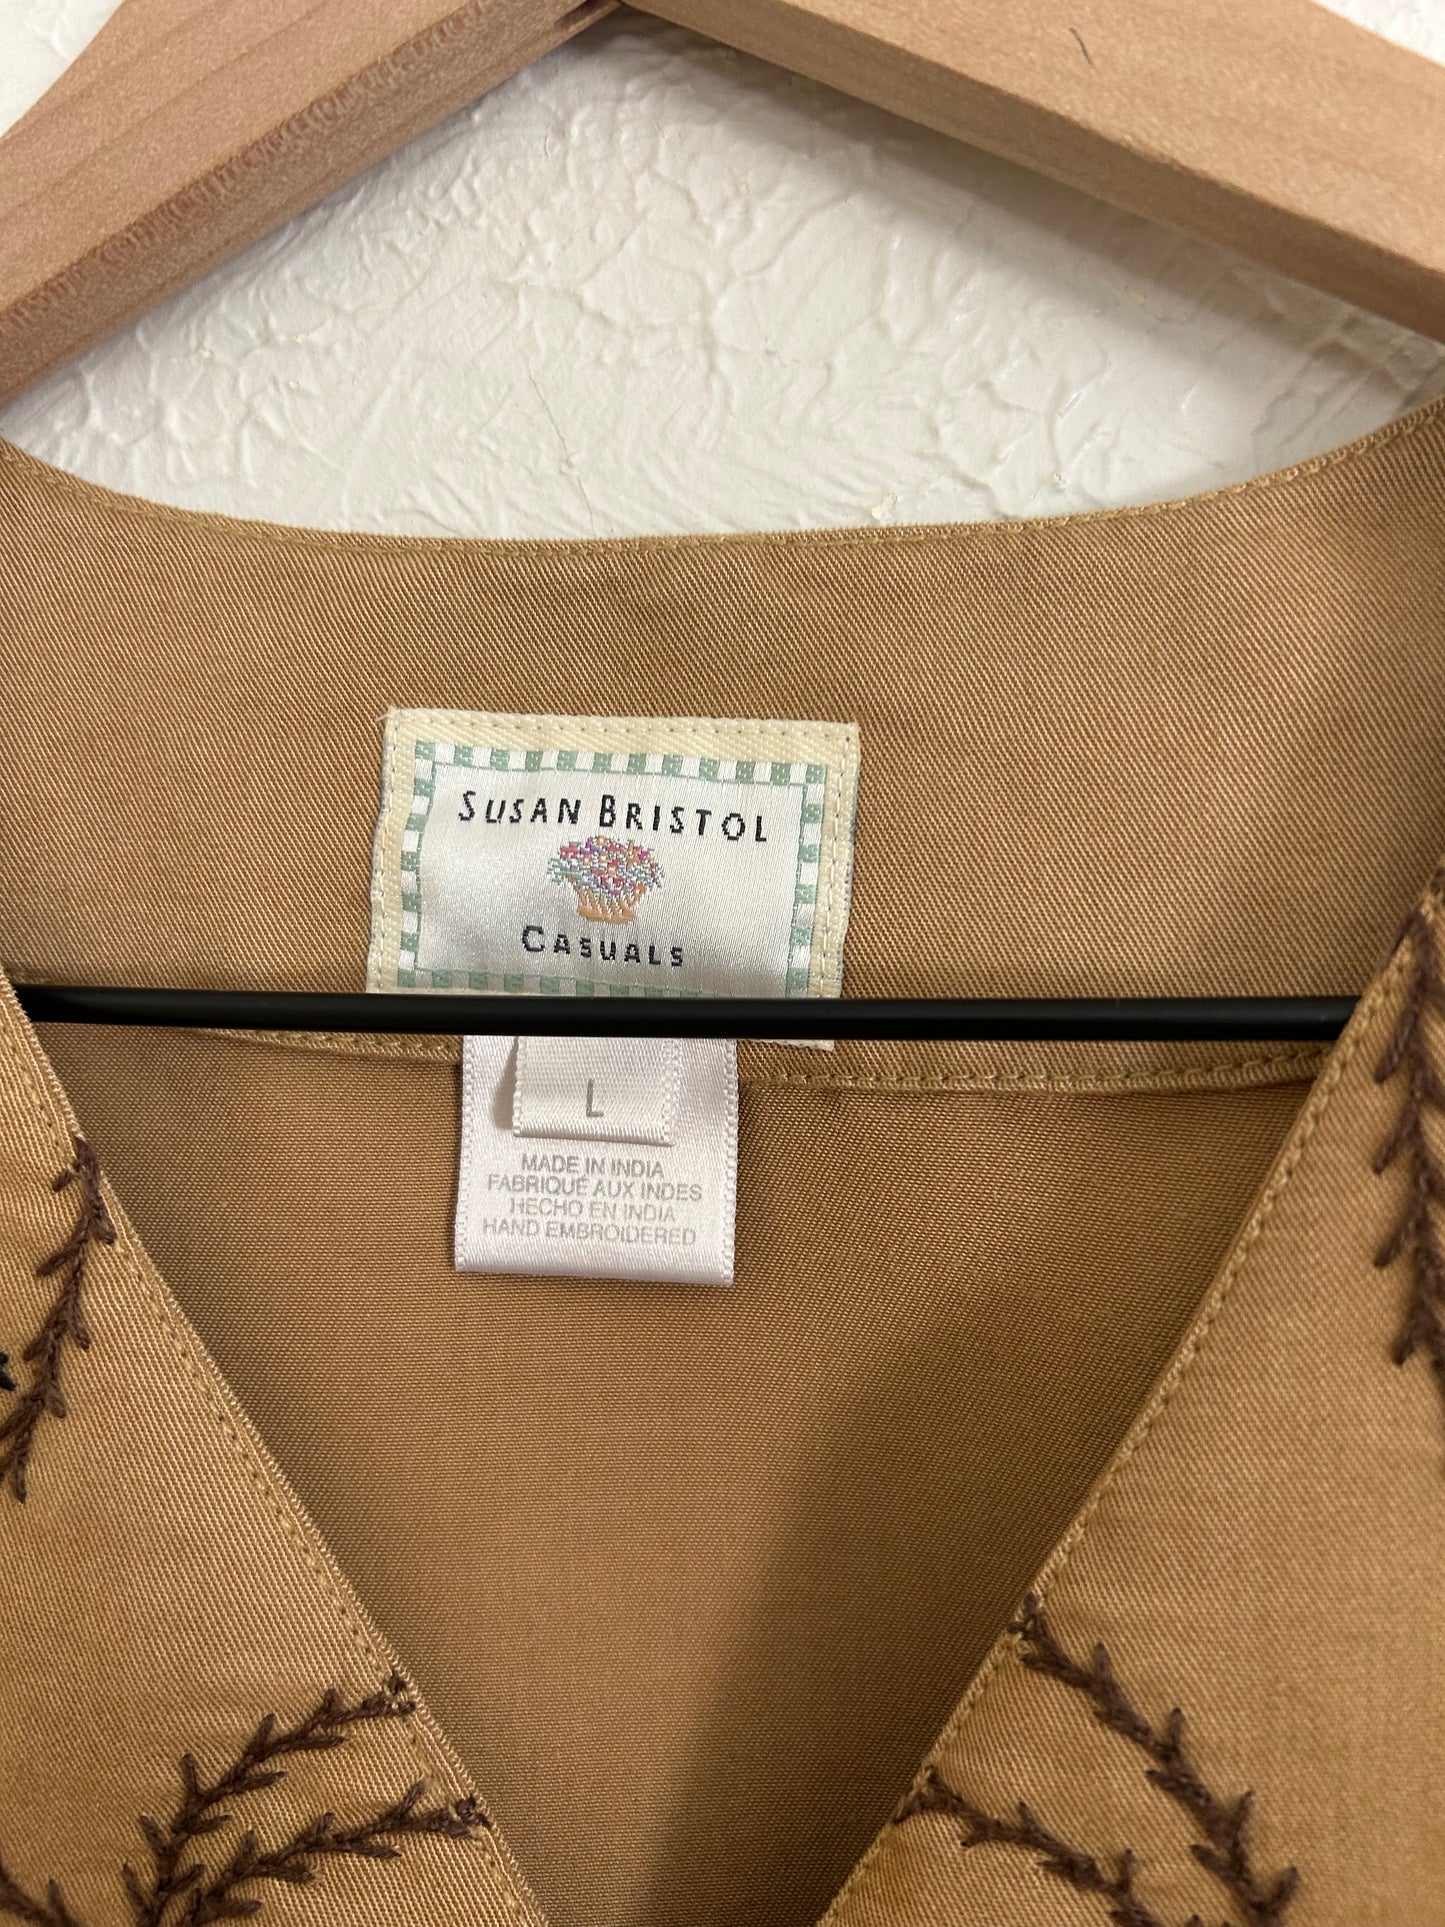 SUSAN BRISTOL
CASUALS
L
MADE IN INDIA
FABRIQUÉ AUX INDES
HECHO EN INDIA
HAND EMBROIDERED